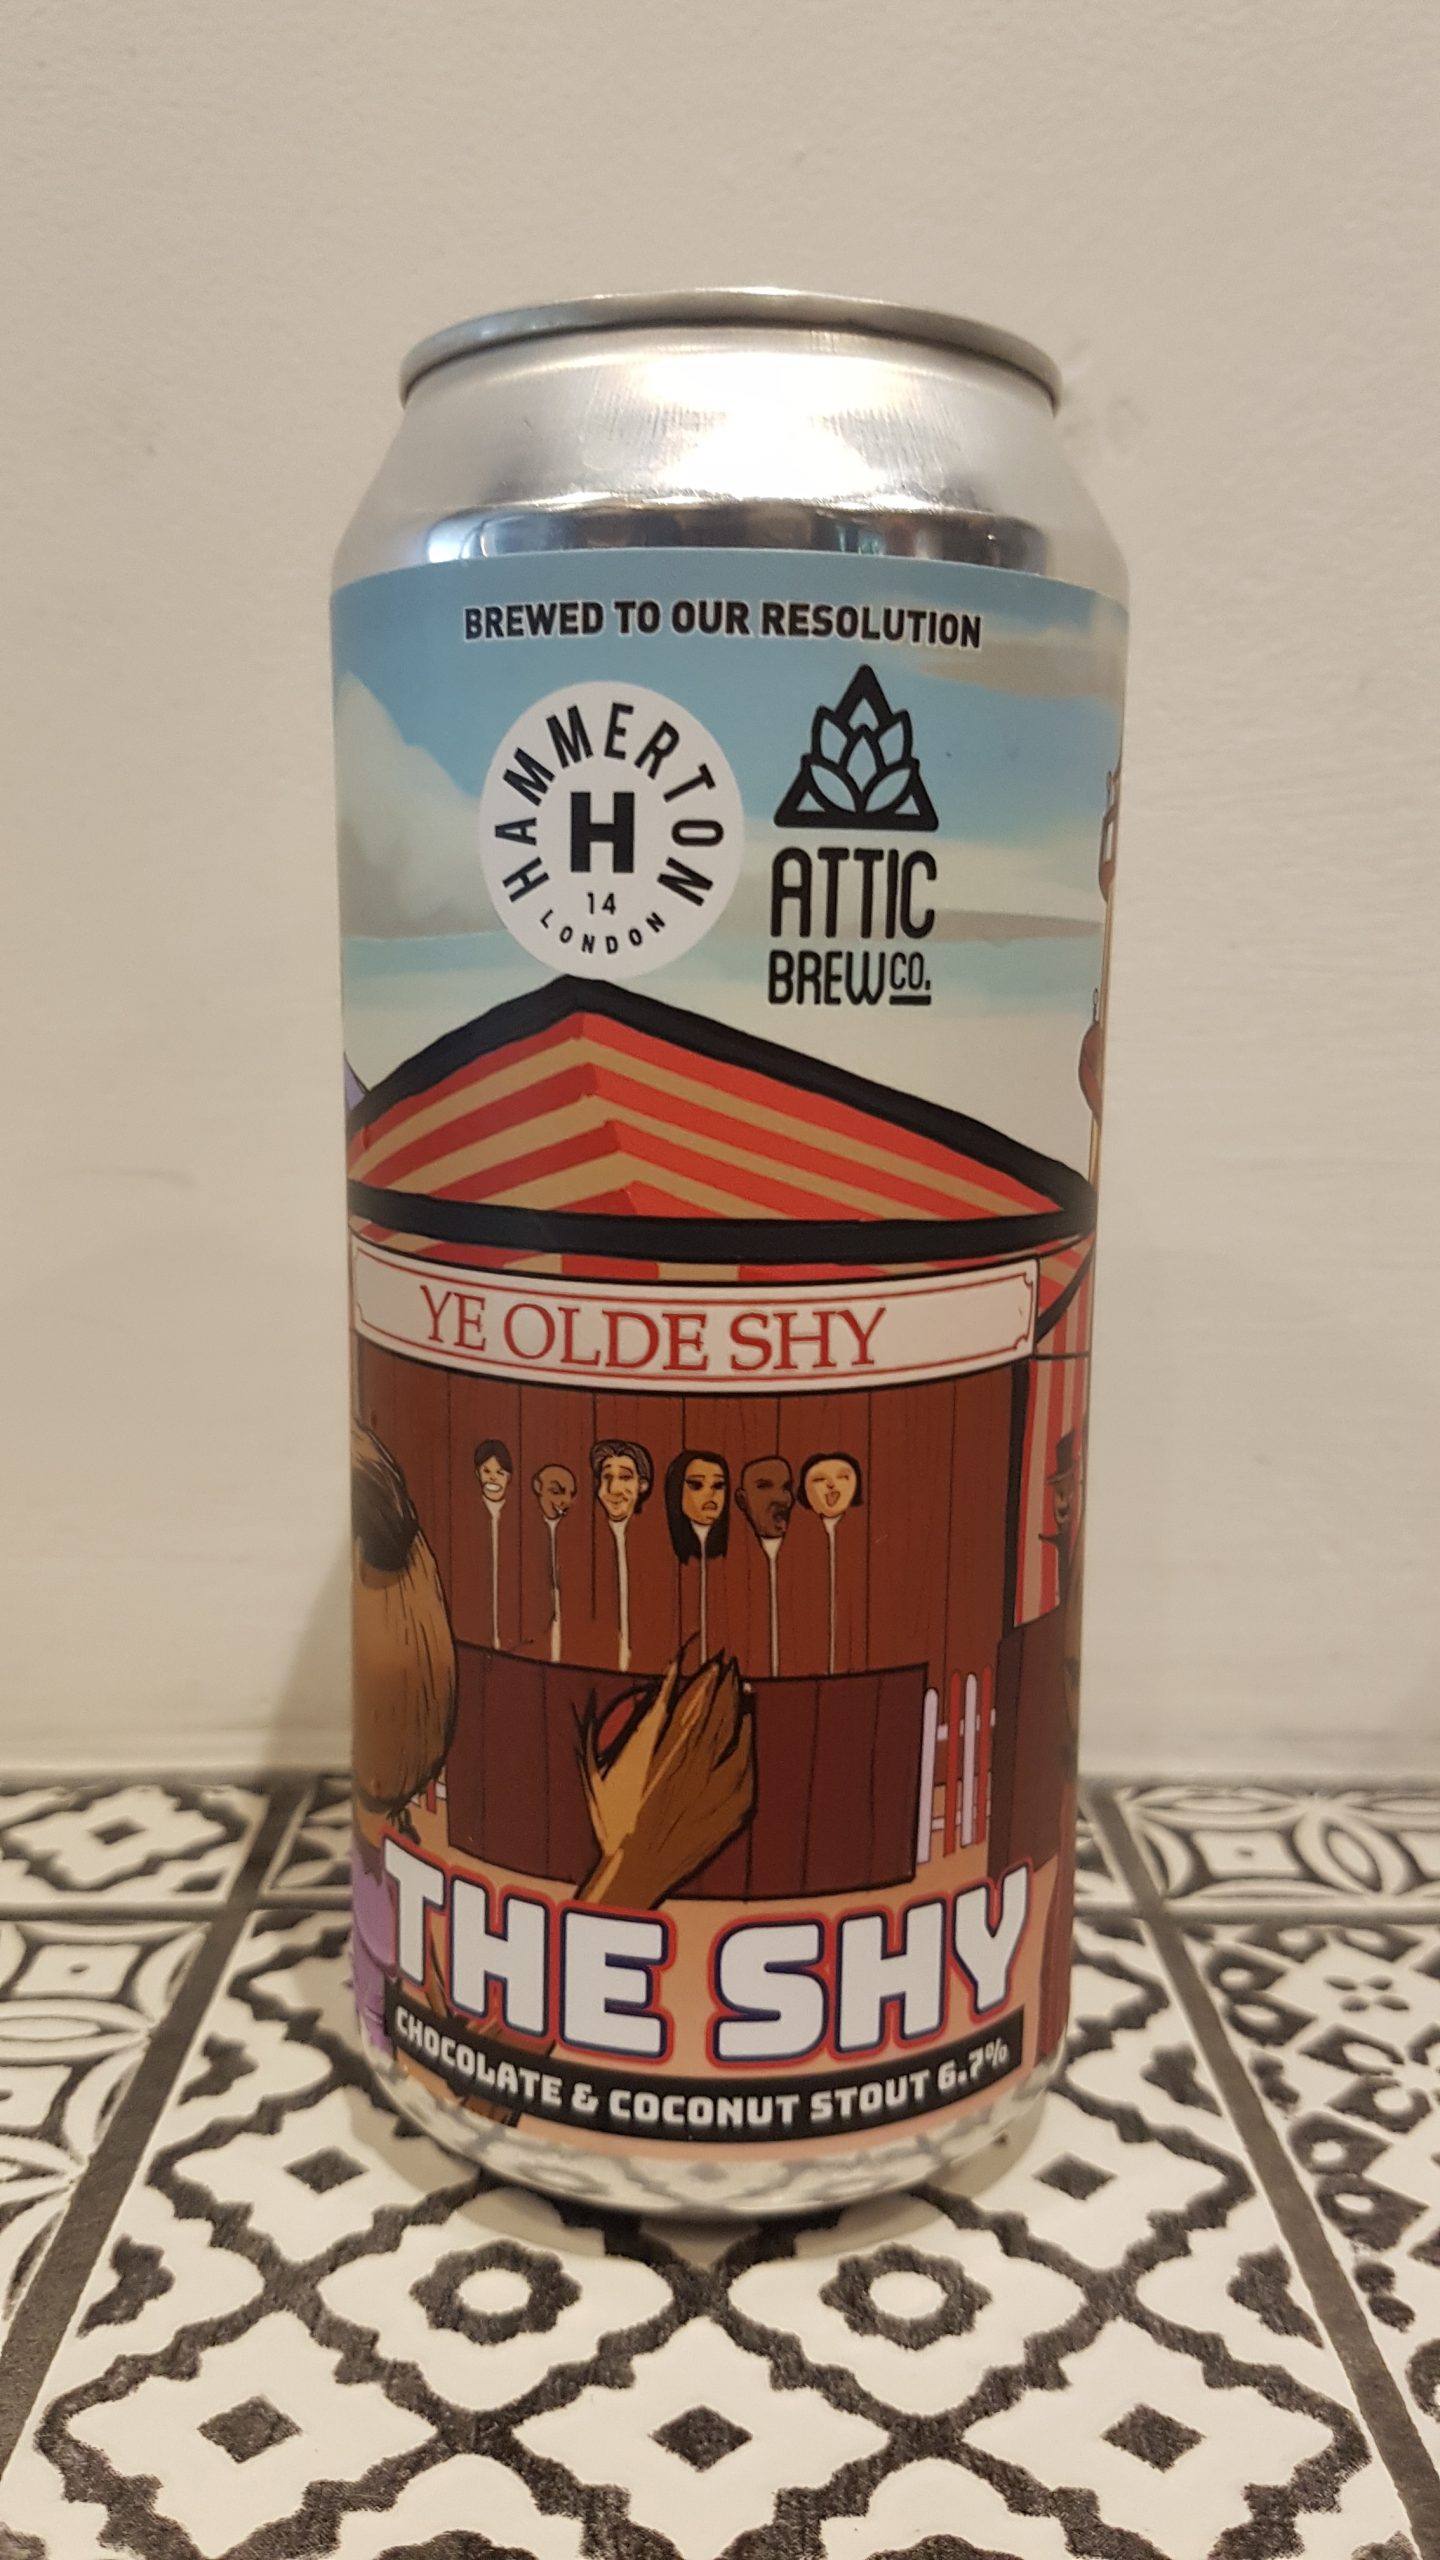 BREWED TO OUR RESOLUTION
HAMMERTON
H
14
LONDON
ATTIC
BREW CO.
YE OLDE SHY
THE SHY
CHOCOLATE & COCONUT STOUT 6.7%